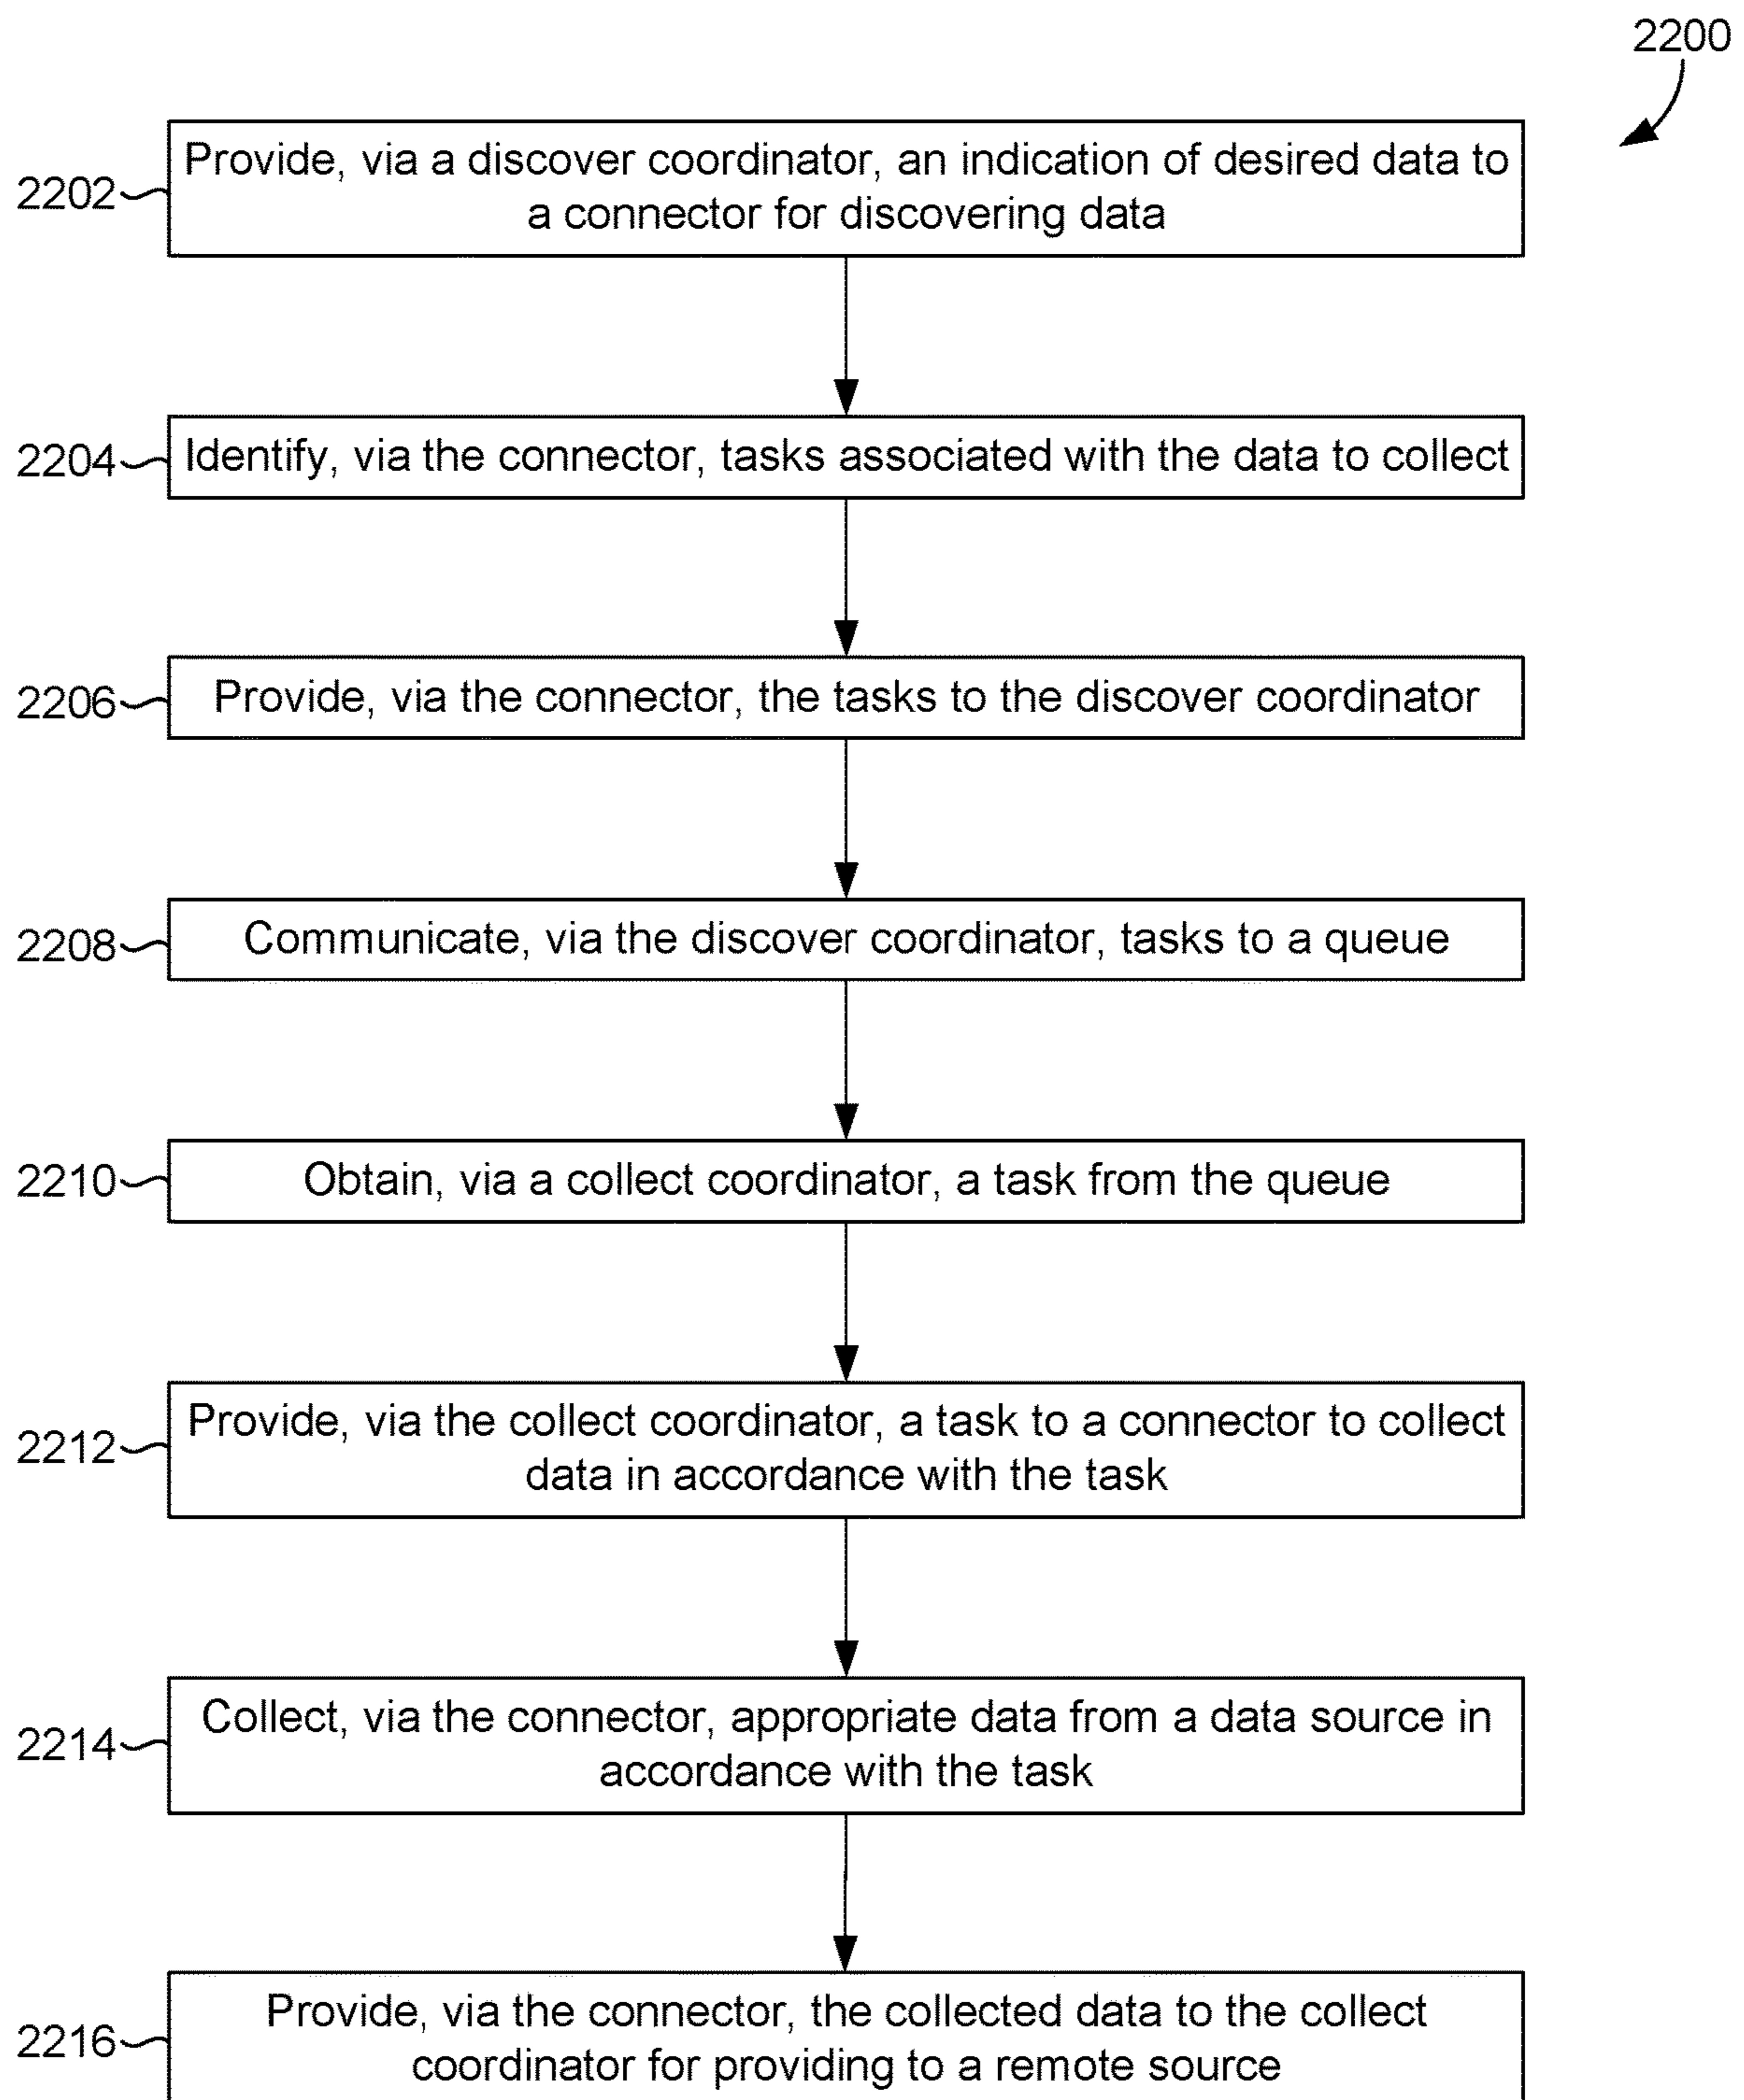 2200
2202
Provide, via a discover coordinator, an indication of desired data to
a connector for discovering data
2204
Identify, via the connector, tasks associated with the data to collect
2206
Provide, via the connector, the tasks to the discover coordinator
2208
Communicate, via the discover coordinator, tasks to a queue
2210
Obtain, via a collect coordinator, a task from the queue
2212
Provide, via the collect coordinator, a task to a connector to collect
data in accordance with the task
2214
Collect, via the connector, appropriate data from a data source in
accordance with the task
2216
Provide, via the connector, the collected data to the collect
coordinator for providing to a remote source